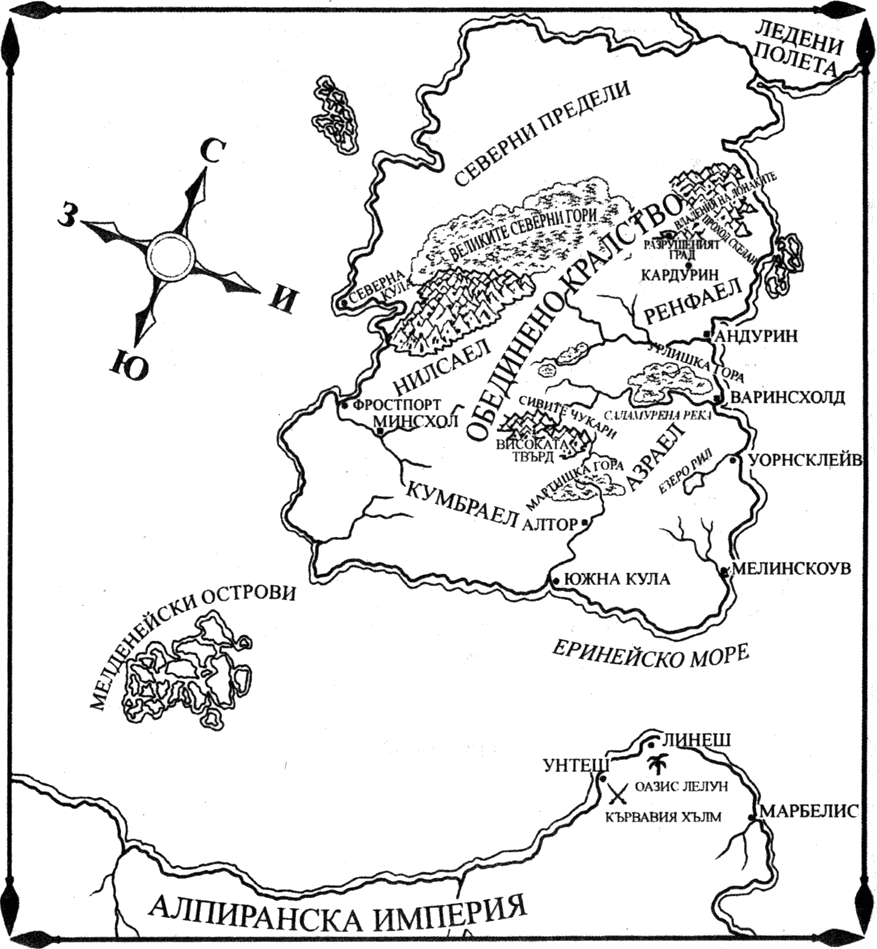 ЛЕДЕНИ
ПОЛЕТА
СЕВЕРНИ ПРЕДЕЛИ
С
З
И
Ю
ВЕЛИКИТЕ СЕВЕРНИ ГОРИ
ВЛАДЕНИЯ НА ЛОНАКИТЕ
ПРОХОД СКЕЛАН
РАЗРУШЕНИЯТ
ГРАД
КАРДУРИН
СЕВЕРНА
КУЛА
ОБЕДИНЕНО КРАЛСТВО
РЕНФАЕЛ
АНДУРИН
НИЛСАЕЛ
УРЛИШКА ГОРА
ВАРИНСХОЛД
ФРОСТПОРТ
МИНСХОЛ
СИВИТЕ ЧУКАРИ
САЛАМУРЕНА РЕКА
ВИСОКАТА
ТВЪРД
АЗРАЕЛ
УОРНСКЛЕЙВ
ЕЗЕРО РИЛ
МАРТИШКА ГОРА
КУМБРАЕЛ
АЛТОР
ЮЖНА КУЛА
МЕЛИНСКОУВ
МЕЛДЕНЕЙСКИ ОСТРОВИ
ЕРИНЕЙСКО МОРЕ
ЛИНЕШ
УНТЕШ
ОАЗИС ЛЕЛУН
КЪРВАВИЯ ХЪЛМ
МАРБЕЛИС
АЛПИРАНСКА ИМПЕРИЯ